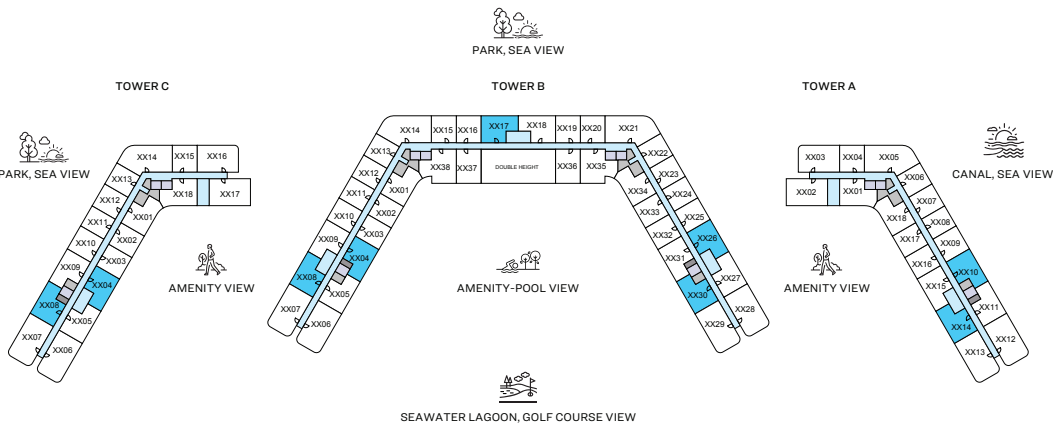 PARK, SEA VIEW
TOWER C
TOWER B
TOWER A
PARK, SEA VIEW
CANAL, SEA VIEW
XX14
XX15
XX16
XX13
XX12
XX11
XX10
XX09
XX08
XX07
XX18
XX17
XX01
XX02
XX03
XX04
XX05
XX06
AMENITY VIEW
XX14
XX15
XX16
XX17
XX18
XX19
XX20
XX21
XX13
XX12
XX11
XX10
XX09
XX08
XX07
XX38
XX37
DOUBLE HEIGHT
XX36
XX35
XX01
XX02
XX03
XX04
XX05
XX06
XX22
XX23
XX24
XX25
XX26
XX27
XX28
XX34
XX33
XX32
XX31
XX30
XX29
AMENITY-POOL VIEW
AMENITY VIEW
XX03
XX04
XX05
XX02
XX01
XX06
XX07
XX08
XX09
XX10
XX11
XX12
XX18
XX17
XX16
XX15
XX14
XX13
SEAWATER LAGOON, GOLF COURSE VIEW